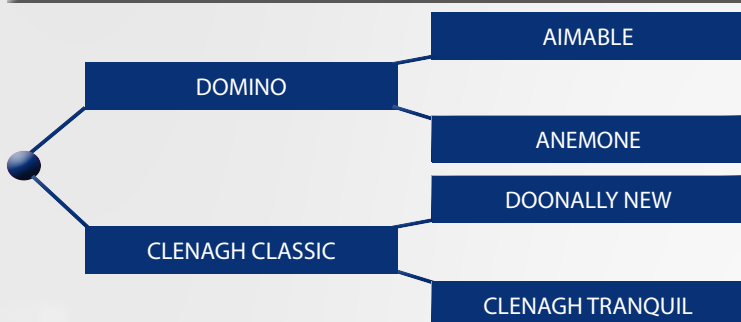 AIMABLE
DOMINO
ANEMONE
DOONALLY NEW
CLENAGH CLASSIC
CLENAGH TRANQUIL